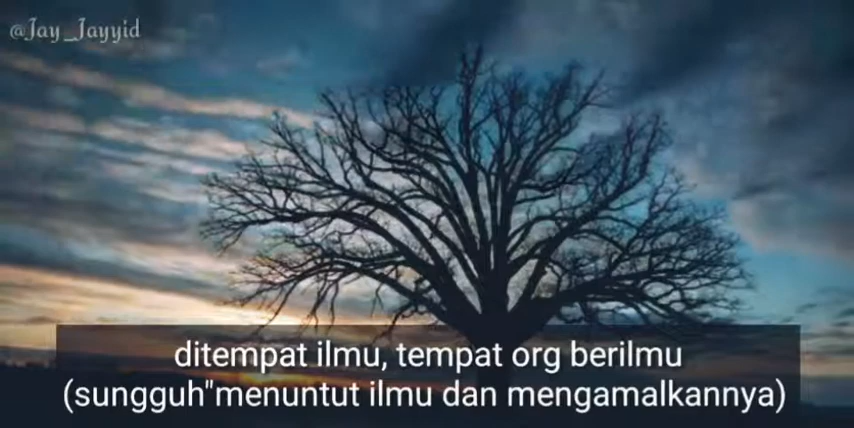 @Jay_Jayyid
ditempat ilmu, tempat org berilmu
(sungguh"menuntut ilmu dan mengamalkannya)